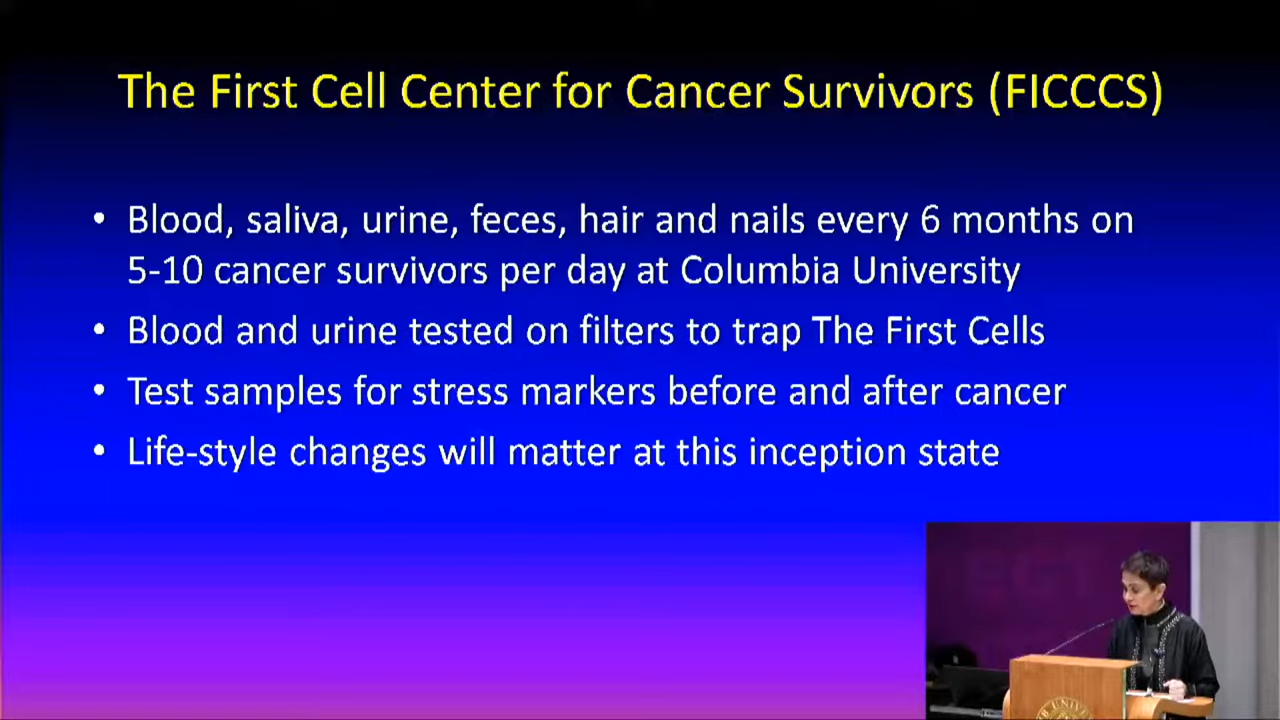 The First Cell Center for Cancer Survivors (FICCCS)
• Blood, saliva, urine, feces, hair and nails every 6 months on
5-10 cancer survivors per day at Columbia University
• Blood and urine tested on filters to trap The First Cells
• Test samples for stress markers before and after cancer
• Life-style changes will matter at this inception state